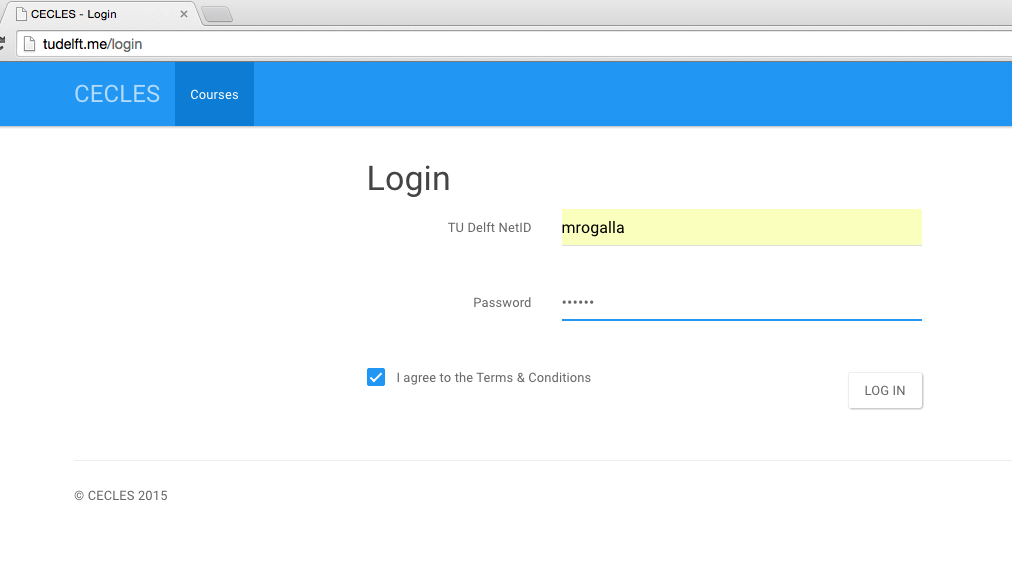 CECLES - Login
tudelft.me/login
CECLES Courses
Login
TU Delft NetID mrogalla
Password ••••••
I agree to the Terms & Conditions LOG IN
© CECLES 2015